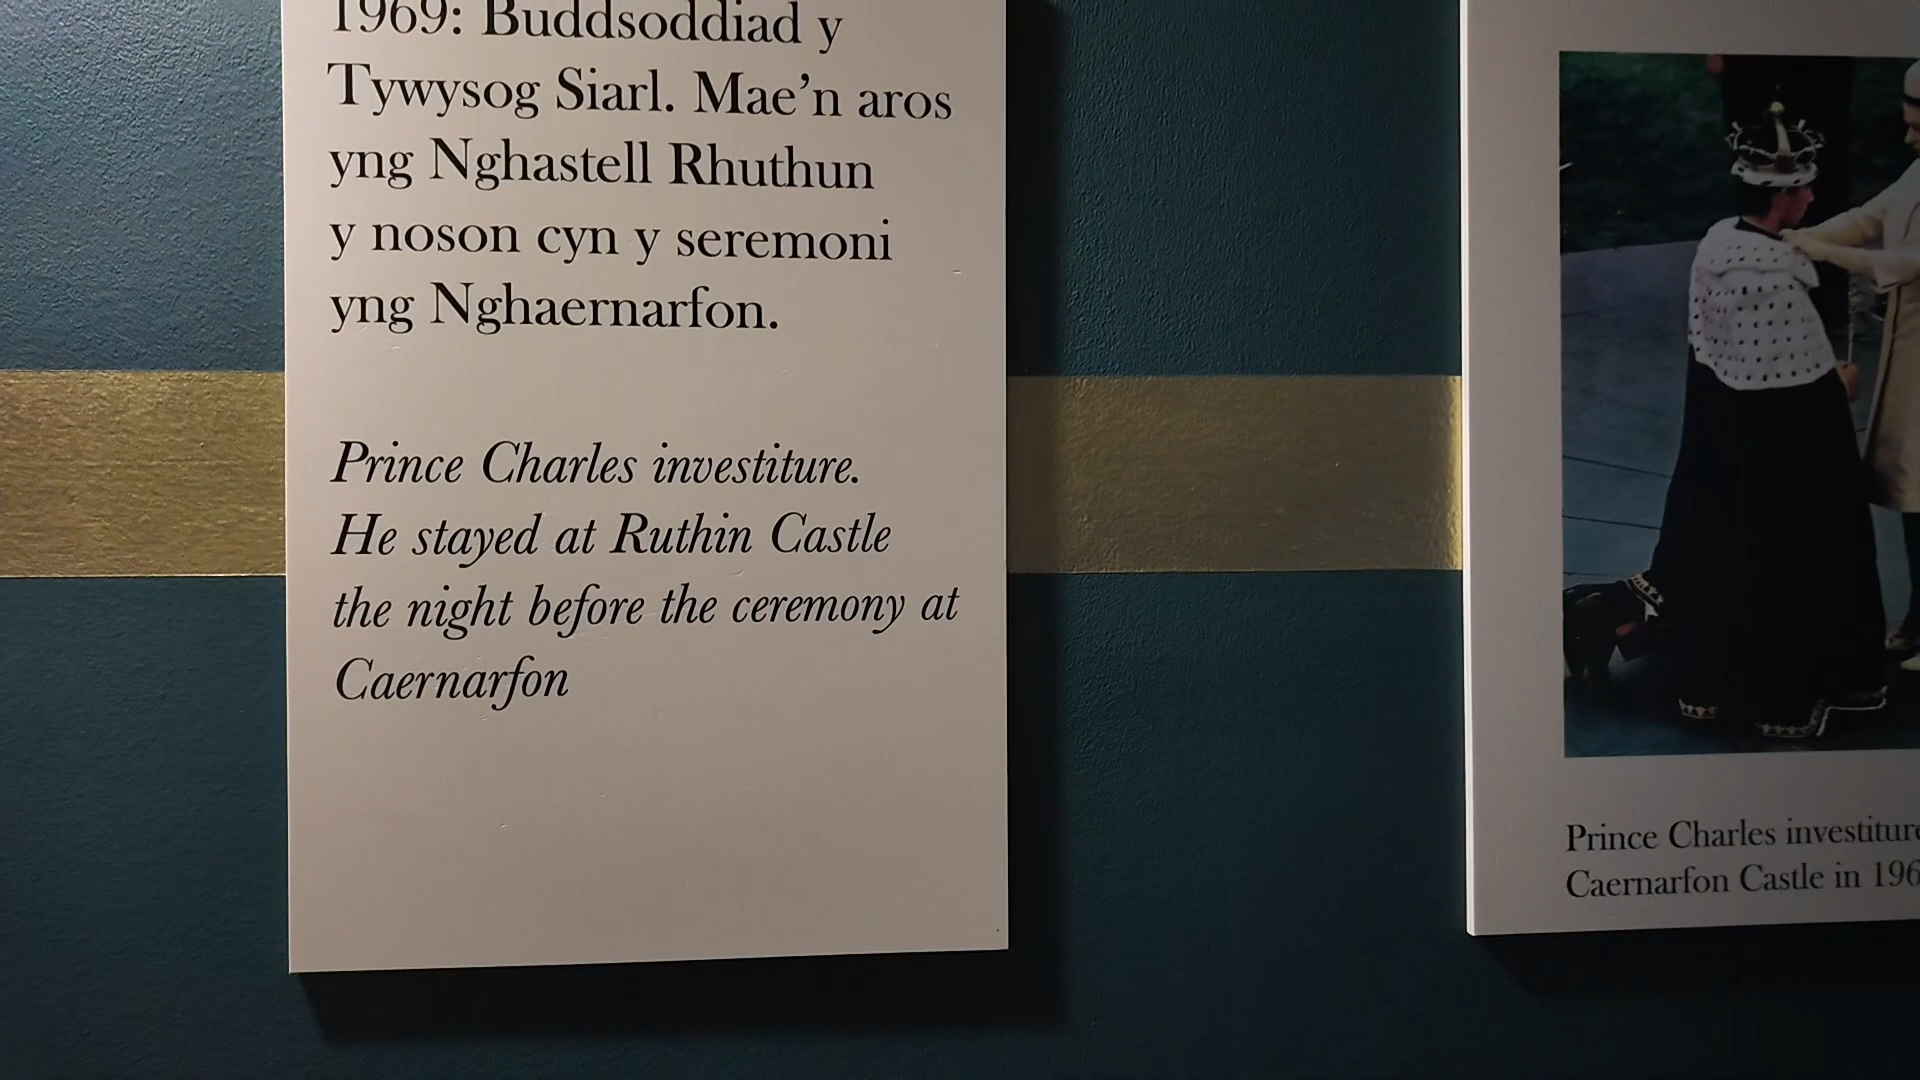 1969: Buddsoddiad y
Tywysog Siarl. Mae’n aros
yng Nghastell Rhuthun
y noson cyn y seremoni
yng Nghaernarfon.
Prince Charles investiture.
He stayed at Ruthin Castle
the night before the ceremony at
Caernarfon
Prince Charles investiture
Caernarfon Castle in 196